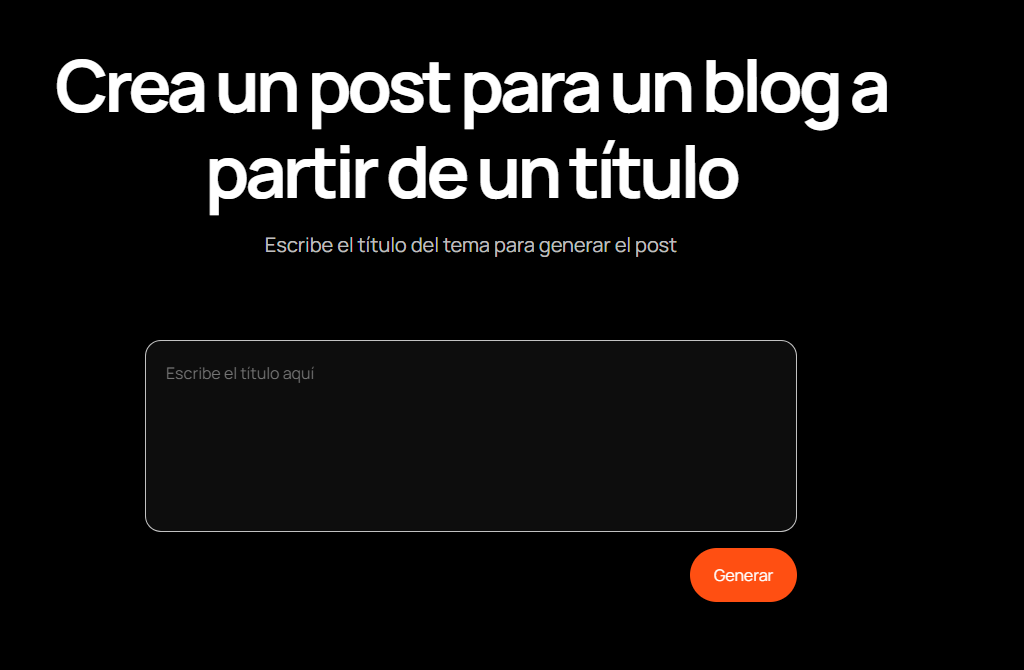 Crea un post para un blog a
partir de un título
Escribe el título del tema para generar el post
Escribe el título aquí
Generar